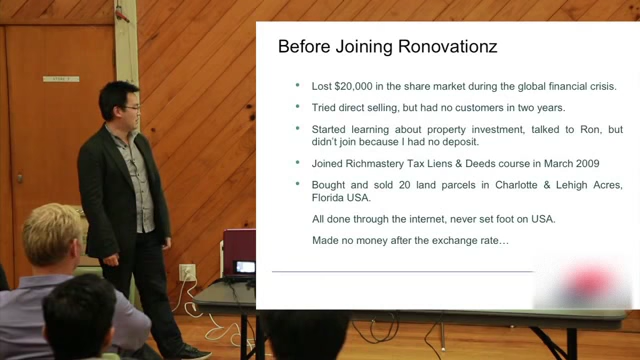 Before Joining Ronovationz
• Lost $20,000 in the share market during the global financial crisis.
• Tried direct selling, but had no customers in two years.
• Started learning about property investment, talked to Ron, but
didn't join because I had no deposit.
• Joined Richmastery Tax Liens & Deeds course in March 2009
• Bought and sold 20 land parcels in Charlotte & Lehigh Acres,
Florida USA.
All done through the internet, never set foot on USA.
Made no money after the exchange rate…